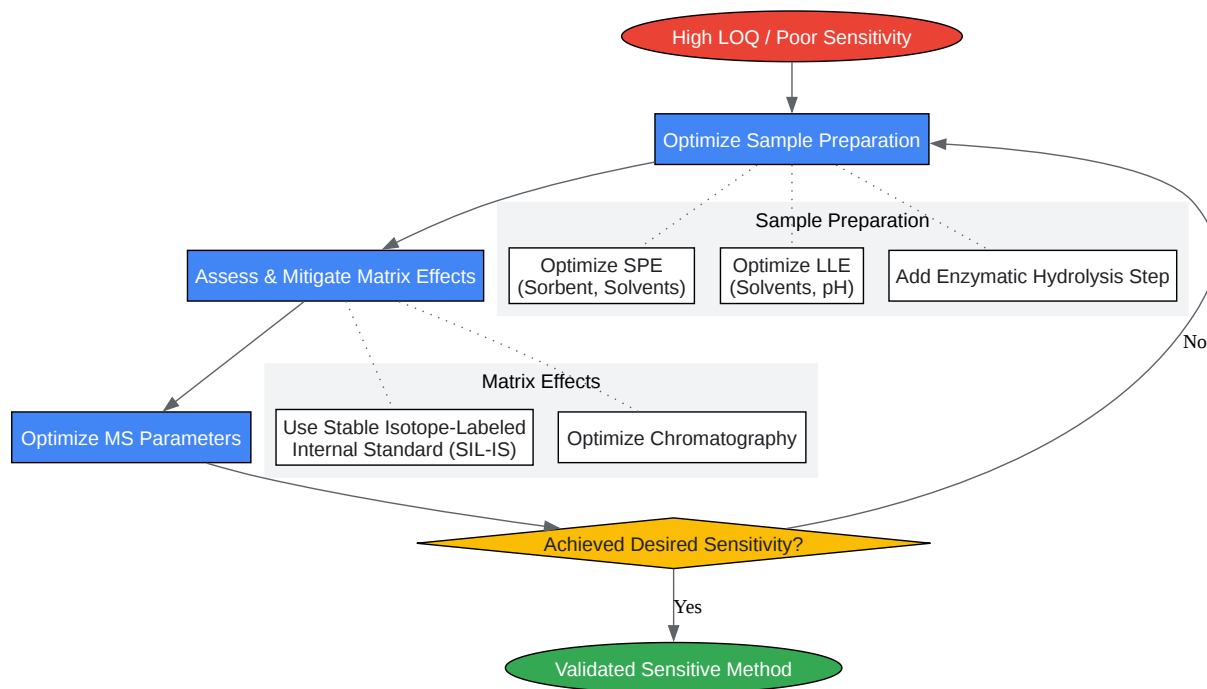 High LOQ / Poor Sensitivity
Optimize Sample Preparation
Sample Preparation
Optimize SPE
(Sorbent, Solvents)
Optimize LLE
(Solvents, pH)
Add Enzymatic Hydrolysis Step
Assess & Mitigate Matrix Effects
No
Matrix Effects
Use Stable Isotope-Labeled
Internal Standard (SIL-IS)
Optimize Chromatography
Optimize MS Parameters
Achieved Desired Sensitivity?
Yes
Validated Sensitive Method